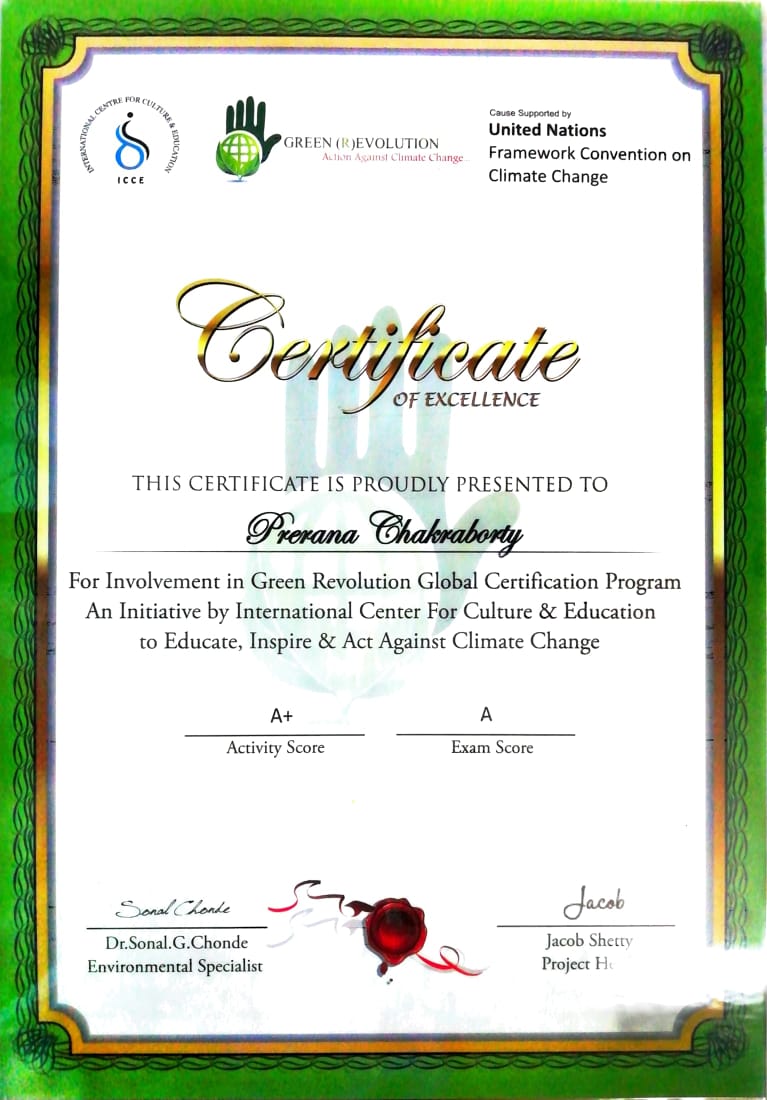 INTERNATIONAL CENTRE FOR CULTURE & EDUCATION
ICCE
GREEN (R)EVOLUTION
Action Against Climate Change...
Cause Supported by
United Nations
Framework Convention on
Climate Change
Certificate
OF EXCELLENCE
THIS CERTIFICATE IS PROUDLY PRESENTED TO
Prerana Chakraborty
For Involvement in Green Revolution Global Certification Program
An Initiative by International Center For Culture & Education
to Educate, Inspire & Act Against Climate Change
A+ A
Activity Score Exam Score
Sonal Chonde Jacob
Dr.Sonal.G.Chonde Jacob Shetty
Environmental Specialist Project